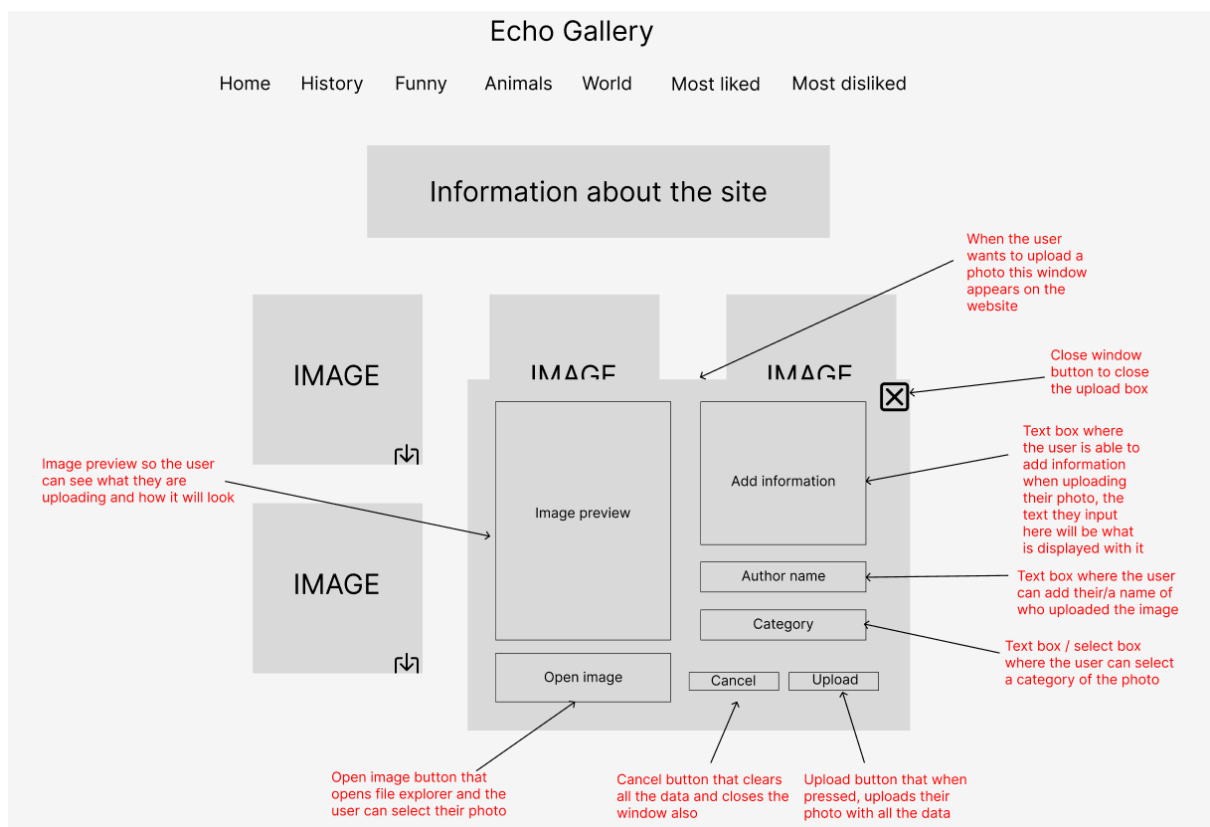 Echo Gallery
Home History Funny Animals World Most liked Most disliked
Information about the site
When the user
wants to upload a
photo this window
appears on the
website
IMAGE
IMAGE
IMAGE
Close window
button to close
the upload box
Image preview so the user
can see what they are
uploading and how it will look
Image preview
Add information
Text box where
the user is able to
add information
when uploading
their photo, the
text they input
here will be what
is displayed with it
IMAGE
Author name
Text box where the user
can add their/a name of
who uploaded the image
Category
Text box / select box
where the user can select
a category of the photo
Open image
Cancel
Upload
Open image button that
opens file explorer and the
user can select their photo
Cancel button that clears
all the data and closes the
window also
Upload button that when
pressed, uploads their
photo with all the data